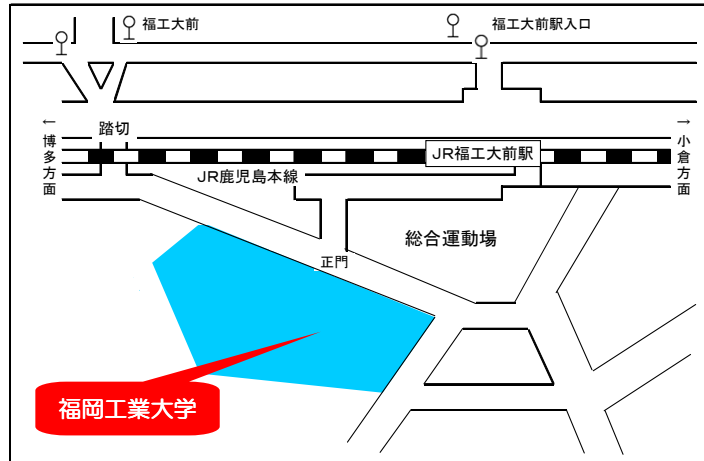 福工大前
福工大前駅入口
←博多方面
踏切
→小倉方面
JR福工大前駅
JR鹿児島本線
総合運動場
正門
福岡工業大学